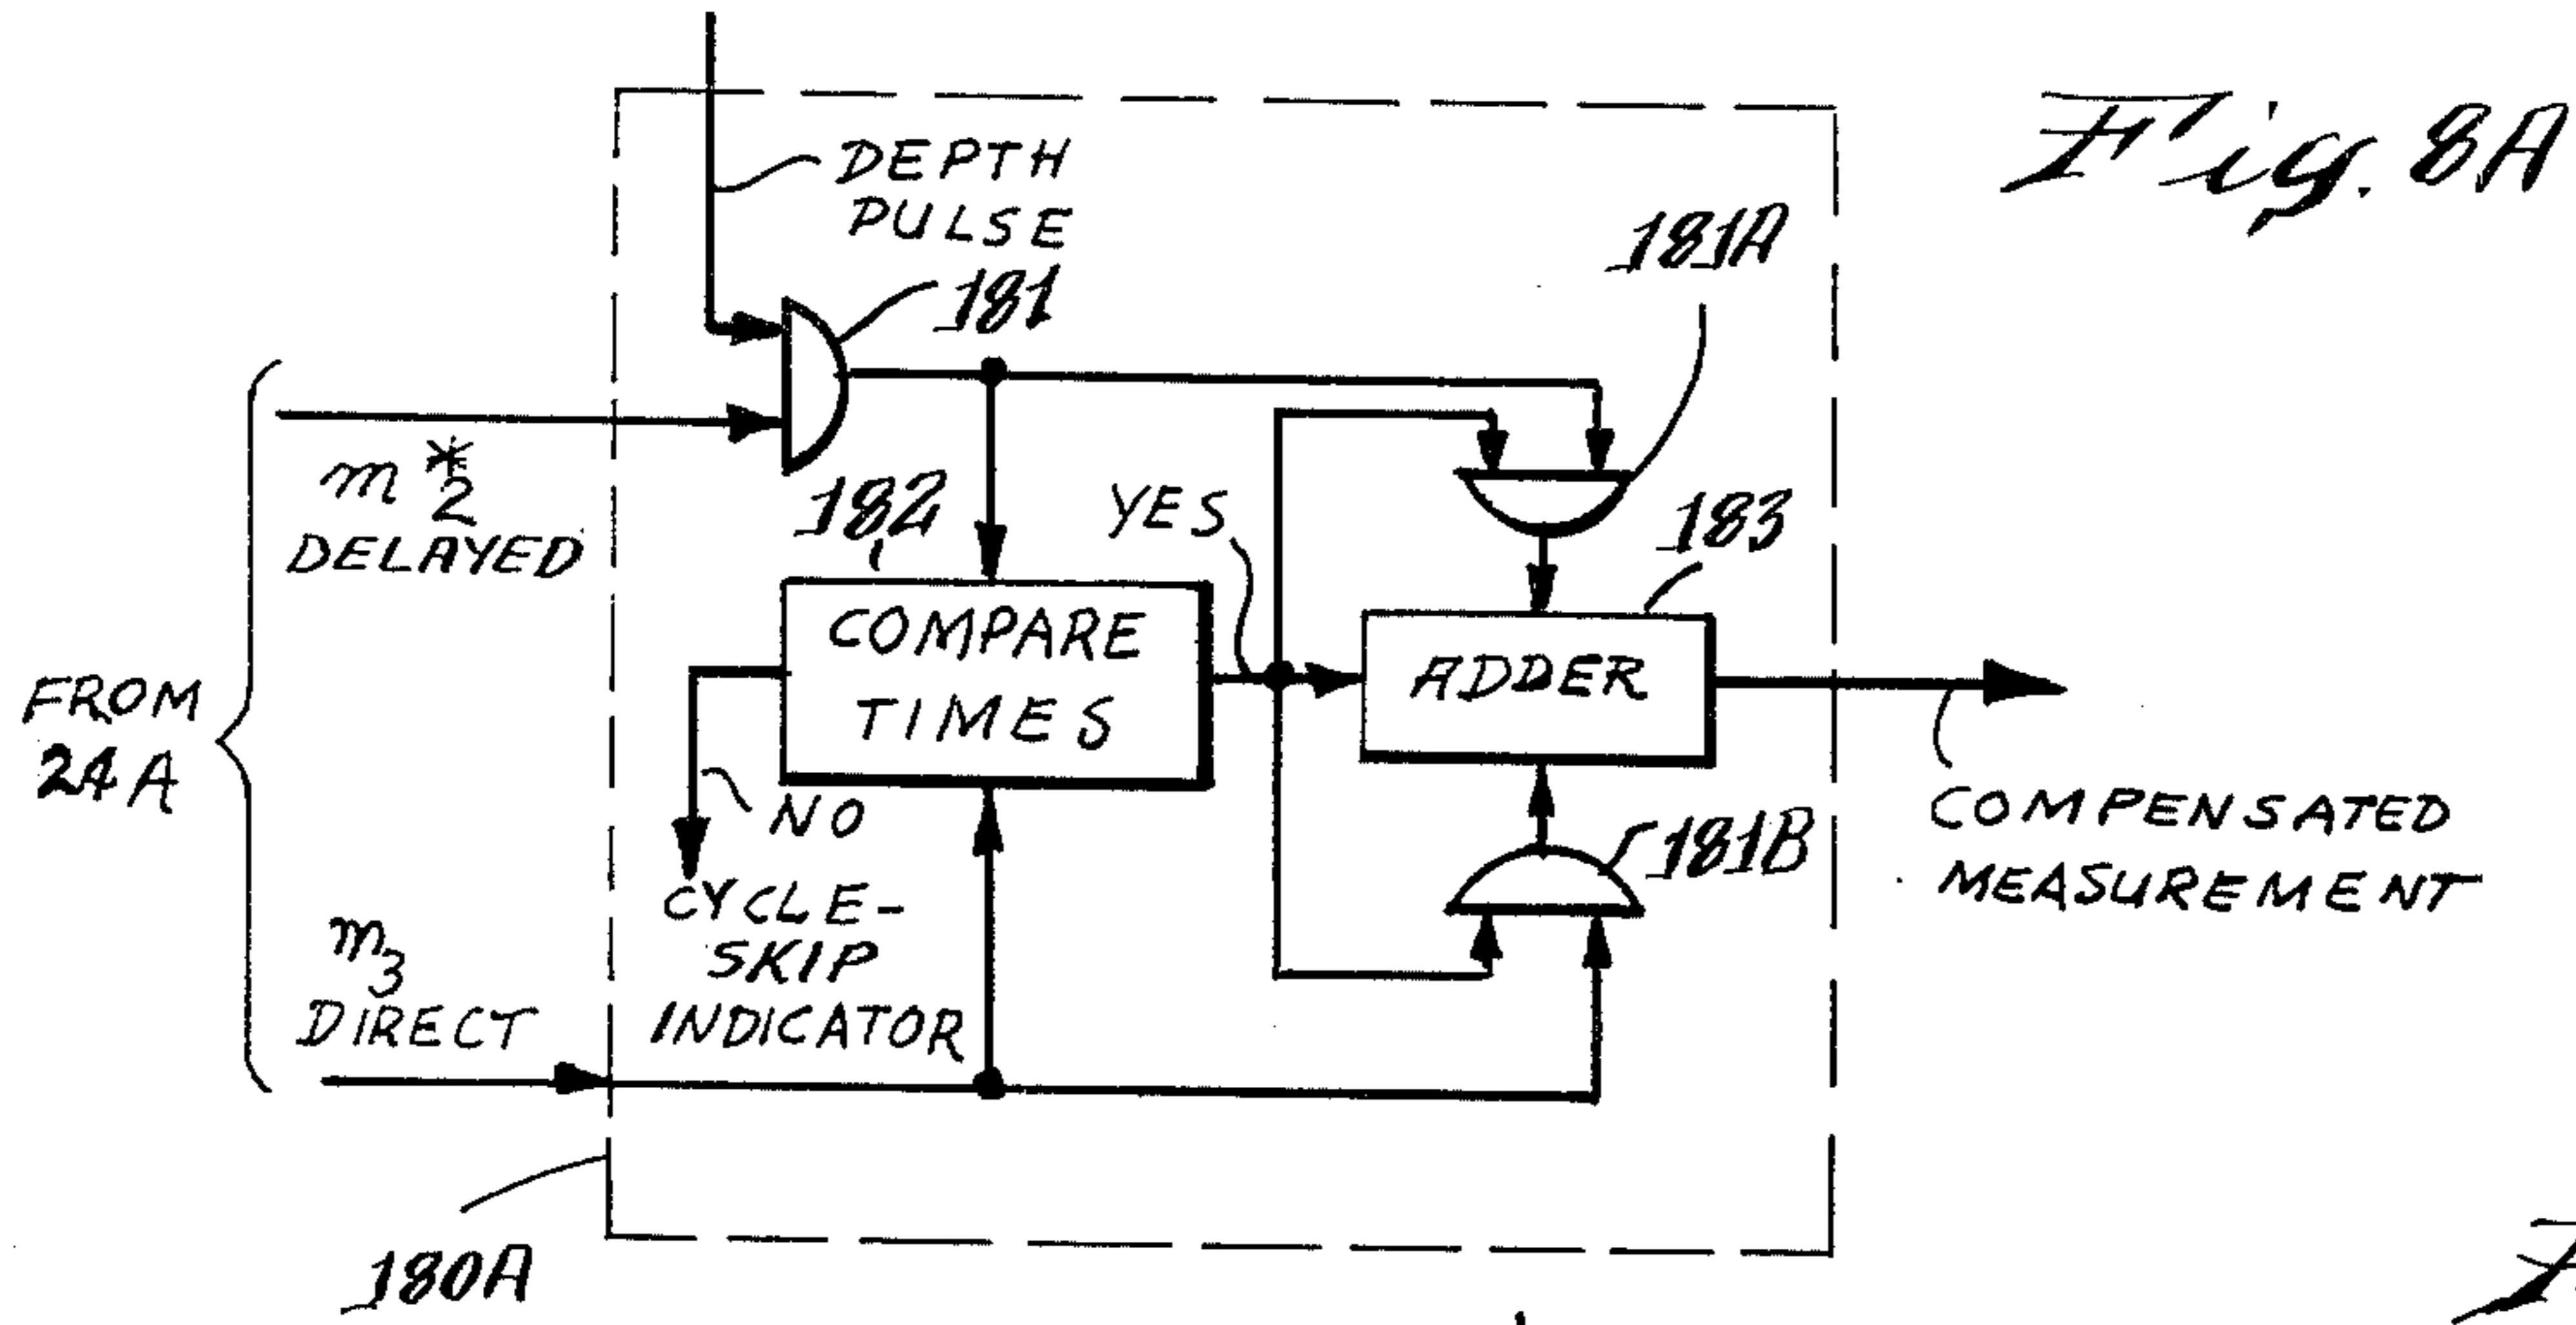 Fig. 8A
DEPTH
PULSE
181
181A
m*2
DELAYED
182
YES
183
COMPARE
TIMES
ADDER
FROM
24A
NO
CYCLE-
SKIP
INDICATOR
181B
COMPENSATED
MEASUREMENT
m3
DIRECT
180A